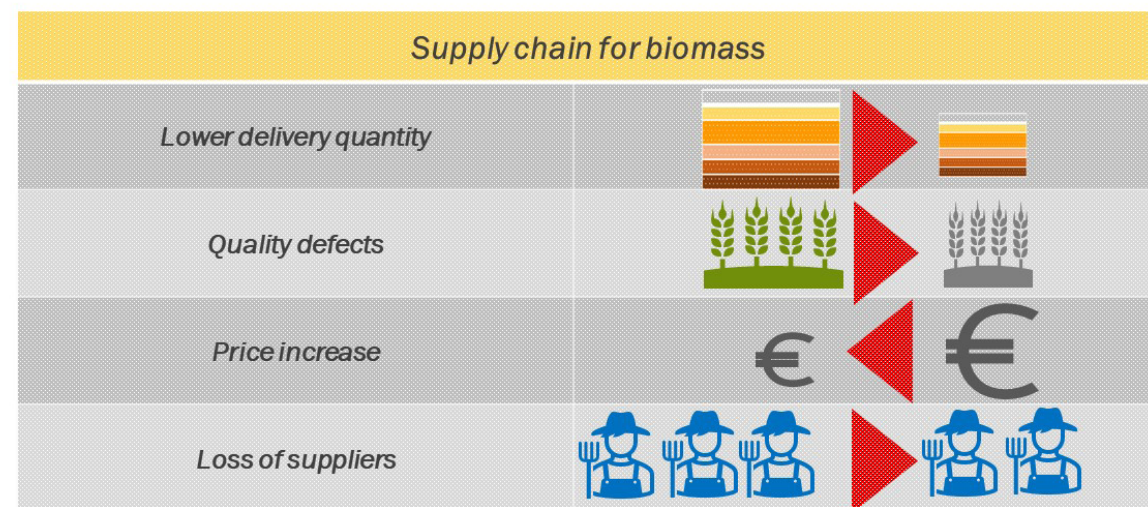 Supply chain for biomass
Lower delivery quantity
Quality defects
Price increase
€
€
Loss of suppliers